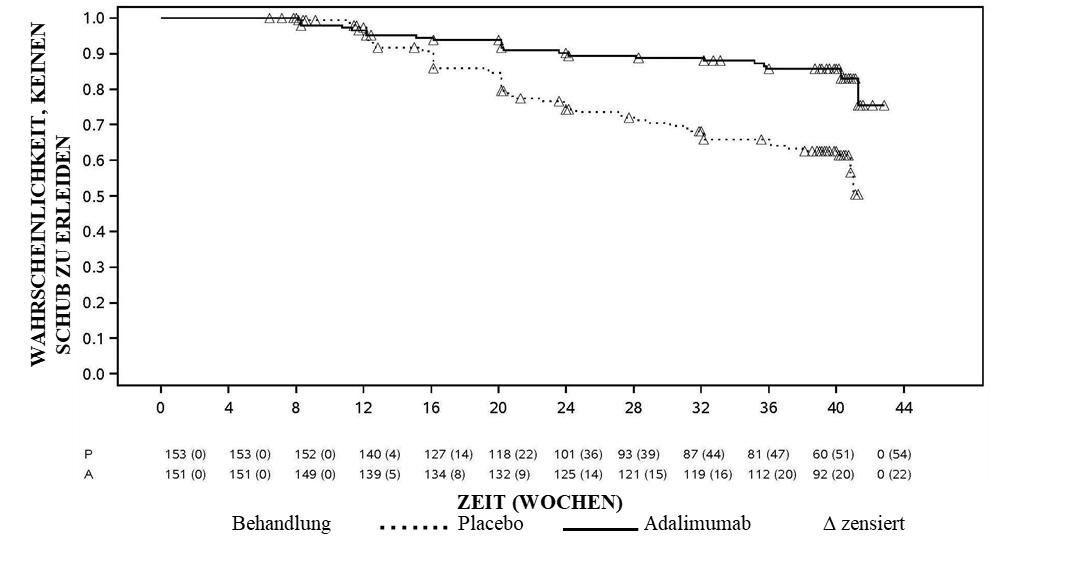 WAHRSCHEINLICHKEIT, KEINEN
SCHUB ZU ERLEIDEN
1.0
0.9
0.8
0.7
0.6
0.5
0.4
0.3
0.2
0.1
0.0
0 4 8 12 16 20 24 28 32 36 40 44
P 153 (0) 153 (0) 152 (0) 140 (4) 127 (14) 118 (22) 101 (36) 93 (39) 87 (44) 81 (47) 60 (51) 0 (54)
A 151 (0) 151 (0) 149 (0) 139 (5) 134 (8) 132 (9) 125 (14) 121 (15) 119 (16) 112 (20) 92 (20) 0 (22)
ZEIT (WOCHEN)
Behandlung Placebo Adalimumab Δ zensiert